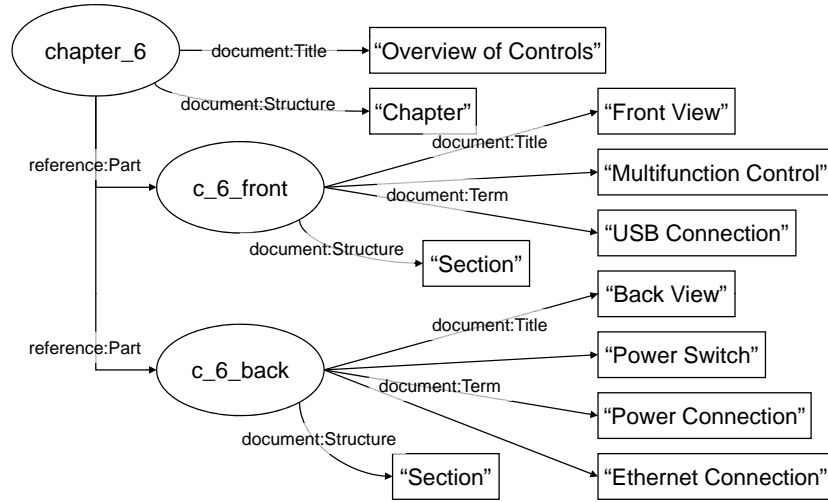 chapter_6
document:Title
“Overview of Controls”
document:Structure
“Chapter”
reference:Part
c_6_front
document:Title
“Front View”
document:Term
“Multifunction Control”
“USB Connection”
document:Structure
“Section”
reference:Part
c_6_back
document:Title
“Back View”
document:Term
“Power Switch”
“Power Connection”
“Ethernet Connection”
document:Structure
“Section”